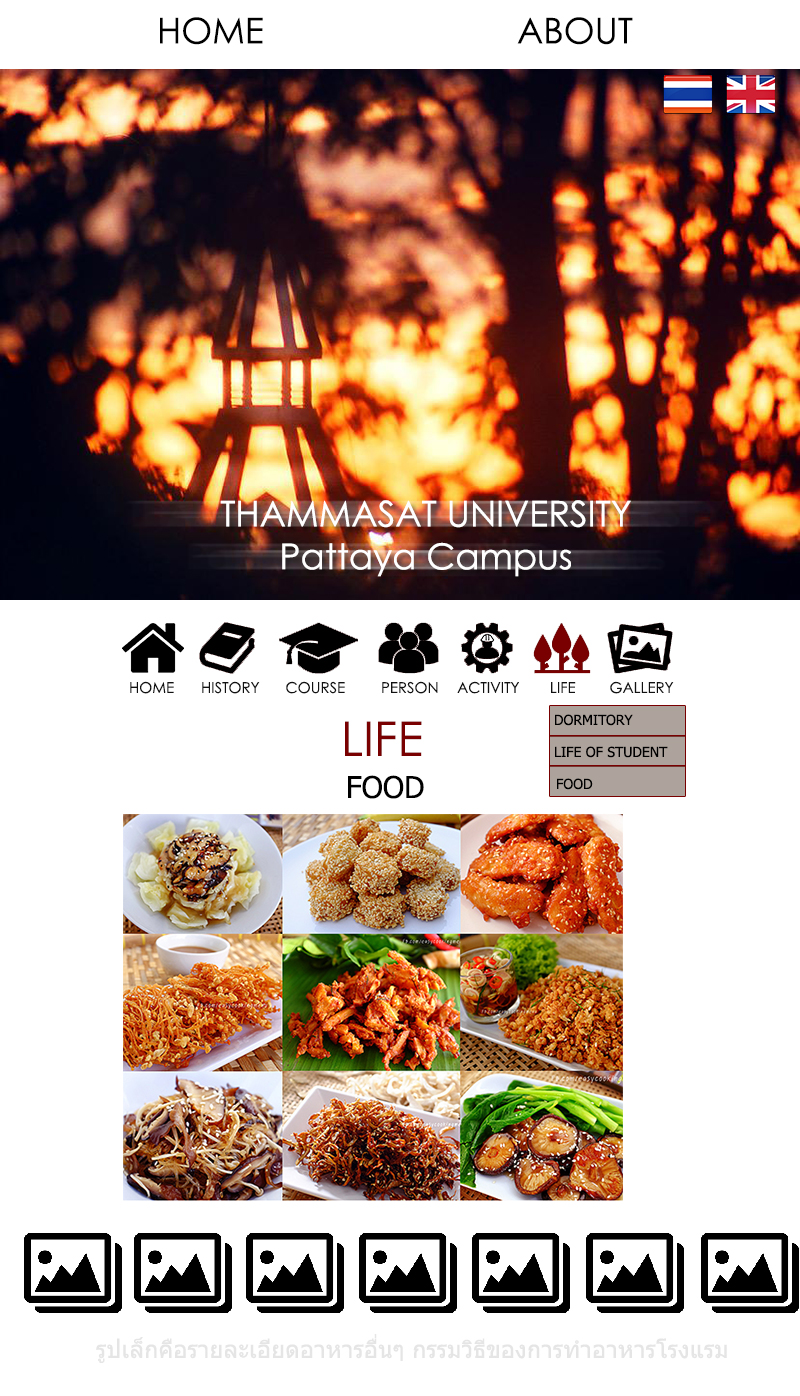 HOME
ABOUT
THAMMASAT UNIVERSITY
Pattaya Campus
HOME
HISTORY
COURSE
PERSON
ACTIVITY
LIFE
GALLERY
LIFE
FOOD
DORMITORY
LIFE OF STUDENT
FOOD
รูปเล็กคือรายละเอียดอาหารอื่นๆ กรรมวิธีของการทำอาหารโรงแรม